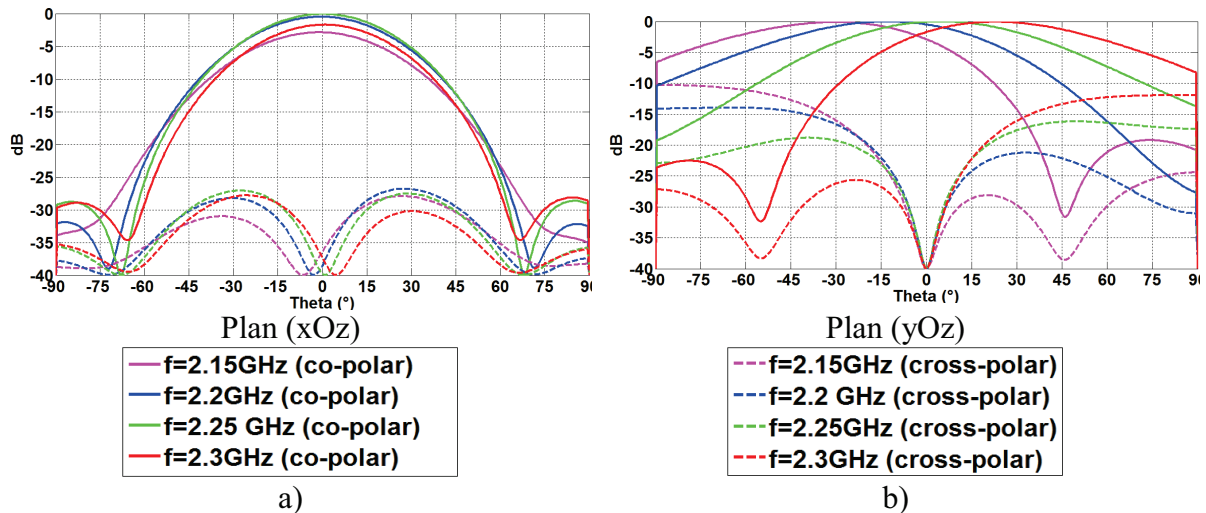 0
-5
-10
-15
-20
-25
-30
-35
-40
dB
-90 -75 -60 -45 -30 -15 0 15 30 45 60 75 90
Theta (°)
Plan (xOz)
f=2.15GHz (co-polar)
f=2.2GHz (co-polar)
f=2.25 GHz (co-polar)
f=2.3GHz (co-polar)
a)
0
-5
-10
-15
-20
-25
-30
-35
-40
dB
-90 -75 -60 -45 -30 -15 0 15 30 45 60 75 90
Theta (°)
Plan (yOz)
f=2.15GHz (cross-polar)
f=2.2 GHz (cross-polar)
f=2.25GHz (cross-polar)
f=2.3GHz (cross-polar)
b)